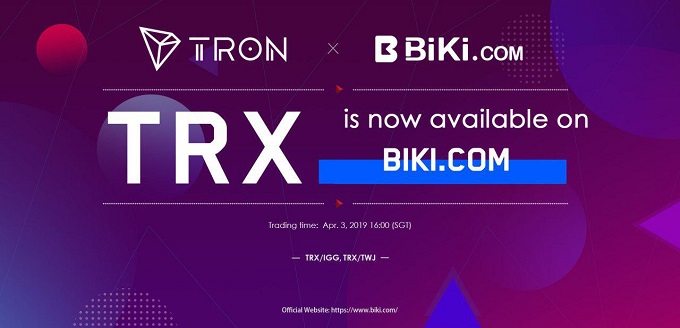 TRON × BiKi.COM
TRX
is now available on
BIKI.COM
Trading time: Apr. 3, 2019 16:00 (SGT)
— TRX/IGG, TRX/TWJ —
Official Website: https://www.biki.com/